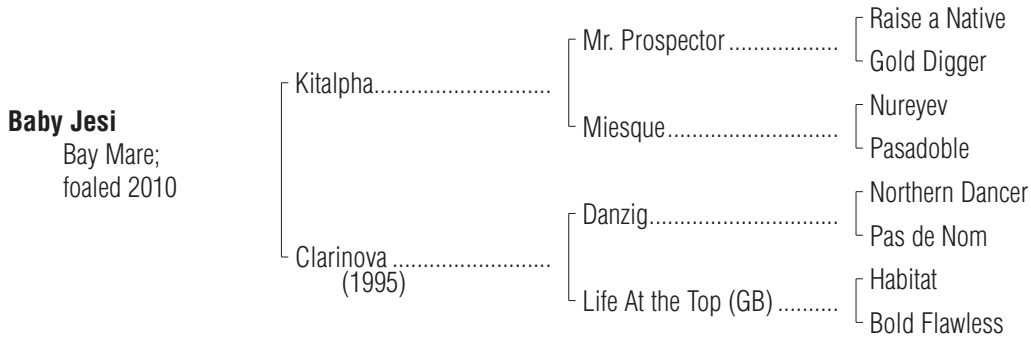 Raise a Native
Mr. Prospector ..................
Gold Digger
Kitalpha.............................
Nureyev
Miesque............................
Pasadoble
Baby Jesi
Bay Mare;
foaled 2010
Northern Dancer
Danzig...............................
Pas de Nom
Clarinova ..........................
(1995)
Habitat
Life At the Top (GB) ..........
Bold Flawless